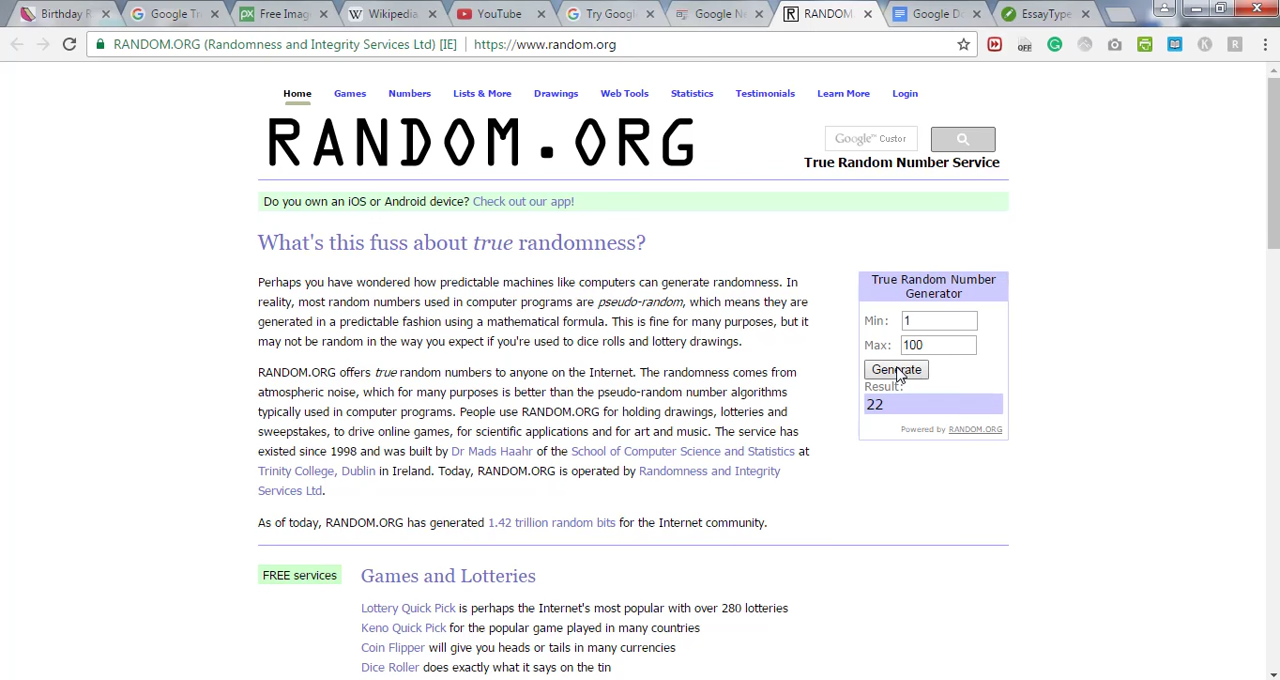 Birthday R
Google Tr
Free Imag
Wikipedia
YouTube
Try Googl
Google Ne
RANDOM
Google D
EssayType
RANDOM.ORG (Randomness and Integrity Services Ltd) [IE] | https://www.random.org
OFF
K
R
Home Games Numbers Lists & More Drawings Web Tools Statistics Testimonials Learn More Login
RANDOM.ORG
Google™ Custor
True Random Number Service
Do you own an iOS or Android device? Check out our app!
What's this fuss about true randomness?
Perhaps you have wondered how predictable machines like computers can generate randomness. In
reality, most random numbers used in computer programs are pseudo-random, which means they are
generated in a predictable fashion using a mathematical formula. This is fine for many purposes, but it
may not be random in the way you expect if you're used to dice rolls and lottery drawings.
RANDOM.ORG offers true random numbers to anyone on the Internet. The randomness comes from
atmospheric noise, which for many purposes is better than the pseudo-random number algorithms
typically used in computer programs. People use RANDOM.ORG for holding drawings, lotteries and
sweepstakes, to drive online games, for scientific applications and for art and music. The service has
existed since 1998 and was built by Dr Mads Haahr of the School of Computer Science and Statistics at
Trinity College, Dublin in Ireland. Today, RANDOM.ORG is operated by Randomness and Integrity
Services Ltd.
As of today, RANDOM.ORG has generated 1.42 trillion random bits for the Internet community.
True Random Number
Generator
Min: 1
Max: 100
Generate
Result:
22
Powered by RANDOM.ORG
FREE services
Games and Lotteries
Lottery Quick Pick is perhaps the Internet's most popular with over 280 lotteries
Keno Quick Pick for the popular game played in many countries
Coin Flipper will give you heads or tails in many currencies
Dice Roller does exactly what it says on the tin